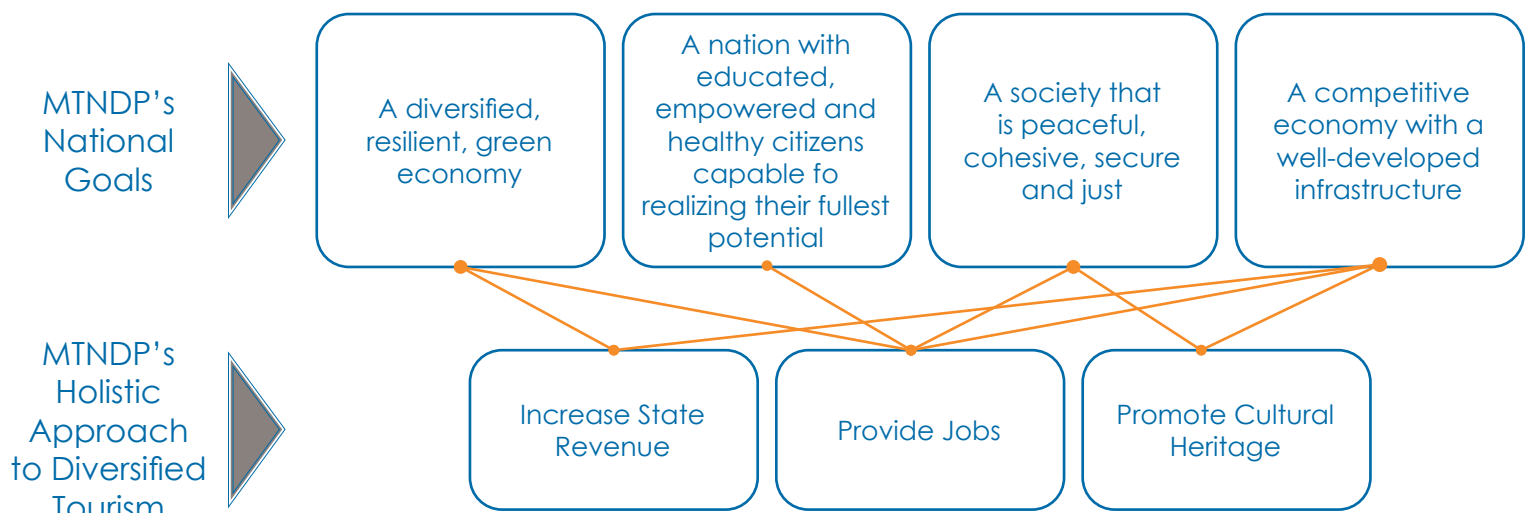 MTNDP’s
National
Goals
A diversified,
resilient, green
economy
A nation with
educated,
empowered and
healthy citizens
capable fo
realizing their fullest
potential
A society that
is peaceful,
cohesive, secure
and just
A competitive
economy with a
well-developed
infrastructure
MTNDP’s
Holistic
Approach
to Diversified
Tourism
Increase State
Revenue
Provide Jobs
Promote Cultural
Heritage